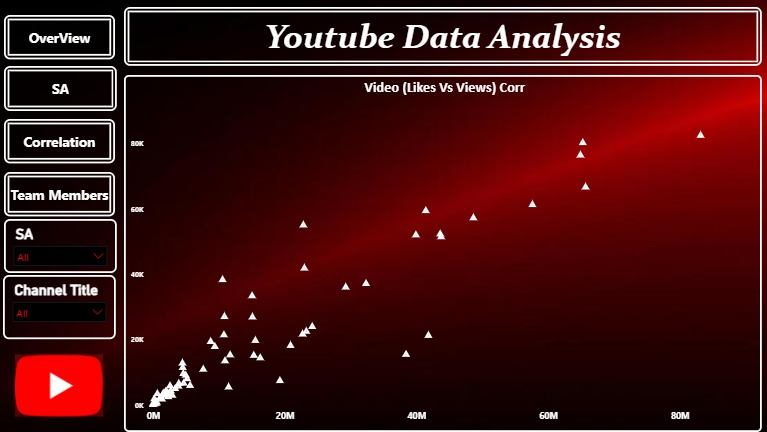 Youtube Data Analysis
OverView
SA
Correlation
Team Members
SA
All
Channel Title
All
Video (Likes Vs Views) Corr
80K
60K
40K
20K
0K
0M
20M
40M
60M
80M